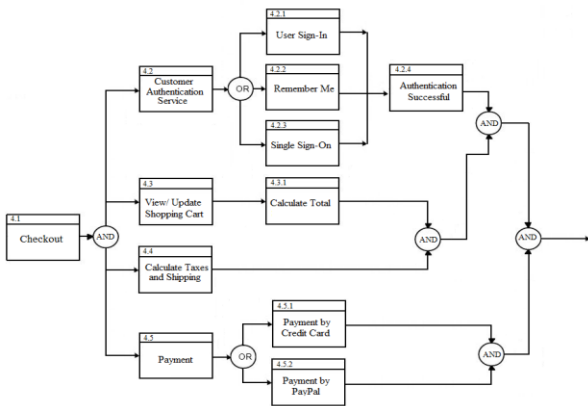 4.2.1
User Sign-In
4.2
Customer
Authentication
Service
OR
4.2.2
Remember Me
4.2.3
Single Sign-On
4.2.4
Authentication
Successful
AND
4.1
Checkout
AND
4.3
View/ Update
Shopping Cart
4.3.1
Calculate Total
4.4
Calculate Taxes
and Shipping
AND
AND
4.5
Payment
OR
4.5.1
Payment by
Credit Card
4.5.2
Payment by
PayPal
AND